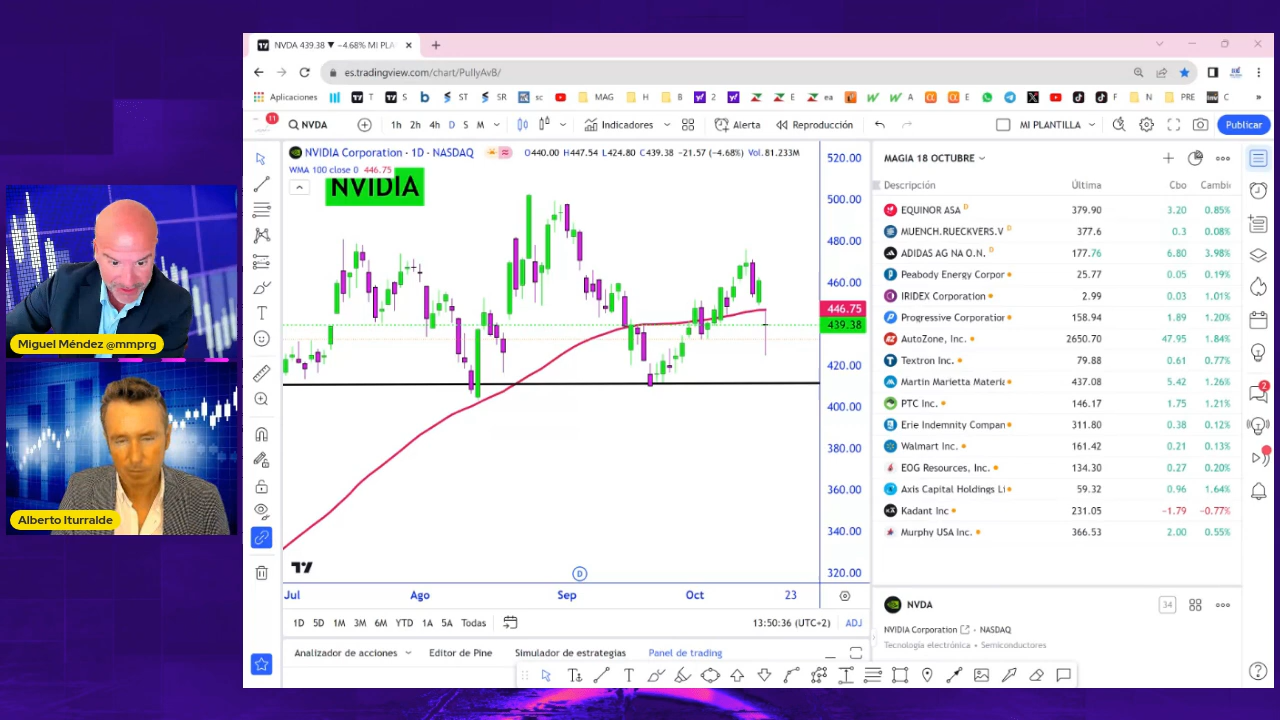 NVDA 439.38 ▼ −4.68% MI PLA
es.tradingview.com/chart/PulIyAvB/
Aplicaciones T S b ST SR sc MAG H B 2 E ea W W A E F N PRE C »
11 NVDA 1h 2h 4h D S M Indicadores Alerta Reproducción MI PLANTILLA Publicar
NVIDIA Corporation · 1D · NASDAQ O440.00 H447.54 L424.80 C439.38 −21.57 (−4.68%) Vol.81.233M
WMA 100 close 0 446.75
NVIDIA
520.00
500.00
480.00
460.00
446.75
439.38
420.00
400.00
380.00
360.00
340.00
320.00
D
Jul Ago Sep Oct 23
1D 5D 1M 3M 6M YTD 1A 5A Todas 13:50:36 (UTC+2) ADJ
Analizador de acciones Editor de Pine Simulador de estrategias Panel de trading
MAGIA 18 OCTUBRE
Descripción Última Cbo Cambi
EQUINOR ASA D 379.90 3.20 0.85%
MUENCH.RUECKVERS.V D 377.6 0.3 0.08%
ADIDAS AG NA O.N. D 177.76 6.80 3.98%
Peabody Energy Corpor 25.77 0.05 0.19%
IRIDEX Corporation 2.99 0.03 1.01%
Progressive Corporation 158.94 1.89 1.20%
AutoZone, Inc. 2650.70 47.95 1.84%
Textron Inc. 79.88 0.61 0.77%
Martin Marietta Materia 437.08 5.42 1.26%
PTC Inc. 146.17 1.75 1.21%
Erie Indemnity Compan 311.80 0.38 0.12%
Walmart Inc. 161.42 0.21 0.13%
EOG Resources, Inc. 134.30 0.27 0.20%
Axis Capital Holdings Li 59.32 0.96 1.64%
Kadant Inc 231.05 −1.79 −0.77%
Murphy USA Inc. 366.53 2.00 0.55%
NVDA 34
NVIDIA Corporation · NASDAQ
Tecnología electrónica • Semiconductores
2
Miguel Méndez @mmprg
Alberto Iturralde